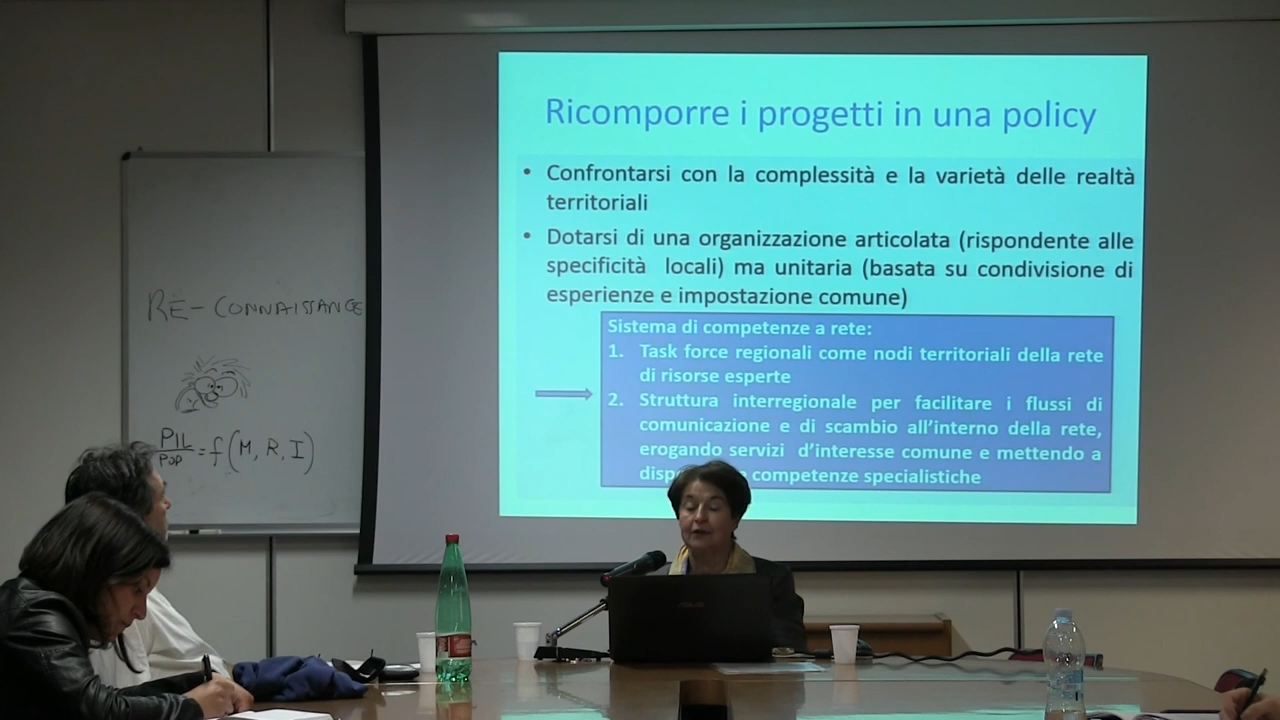 Ricomporre i progetti in una policy
• Confrontarsi con la complessità e la varietà delle realtà
territoriali
• Dotarsi di una organizzazione articolata (rispondente alle
specificità locali) ma unitaria (basata su condivisione di
esperienze e impostazione comune)
Sistema di competenze a rete:
1. Task force regionali come nodi territoriali della rete
di risorse esperte
2. Struttura interregionale per facilitare i flussi di
comunicazione e di scambio all'interno della rete,
erogando servizi d'interesse comune e mettendo a
competenze specialistiche
RE-CONNAISSANCE
PIL/POP = f(M, R, I)
ASUS